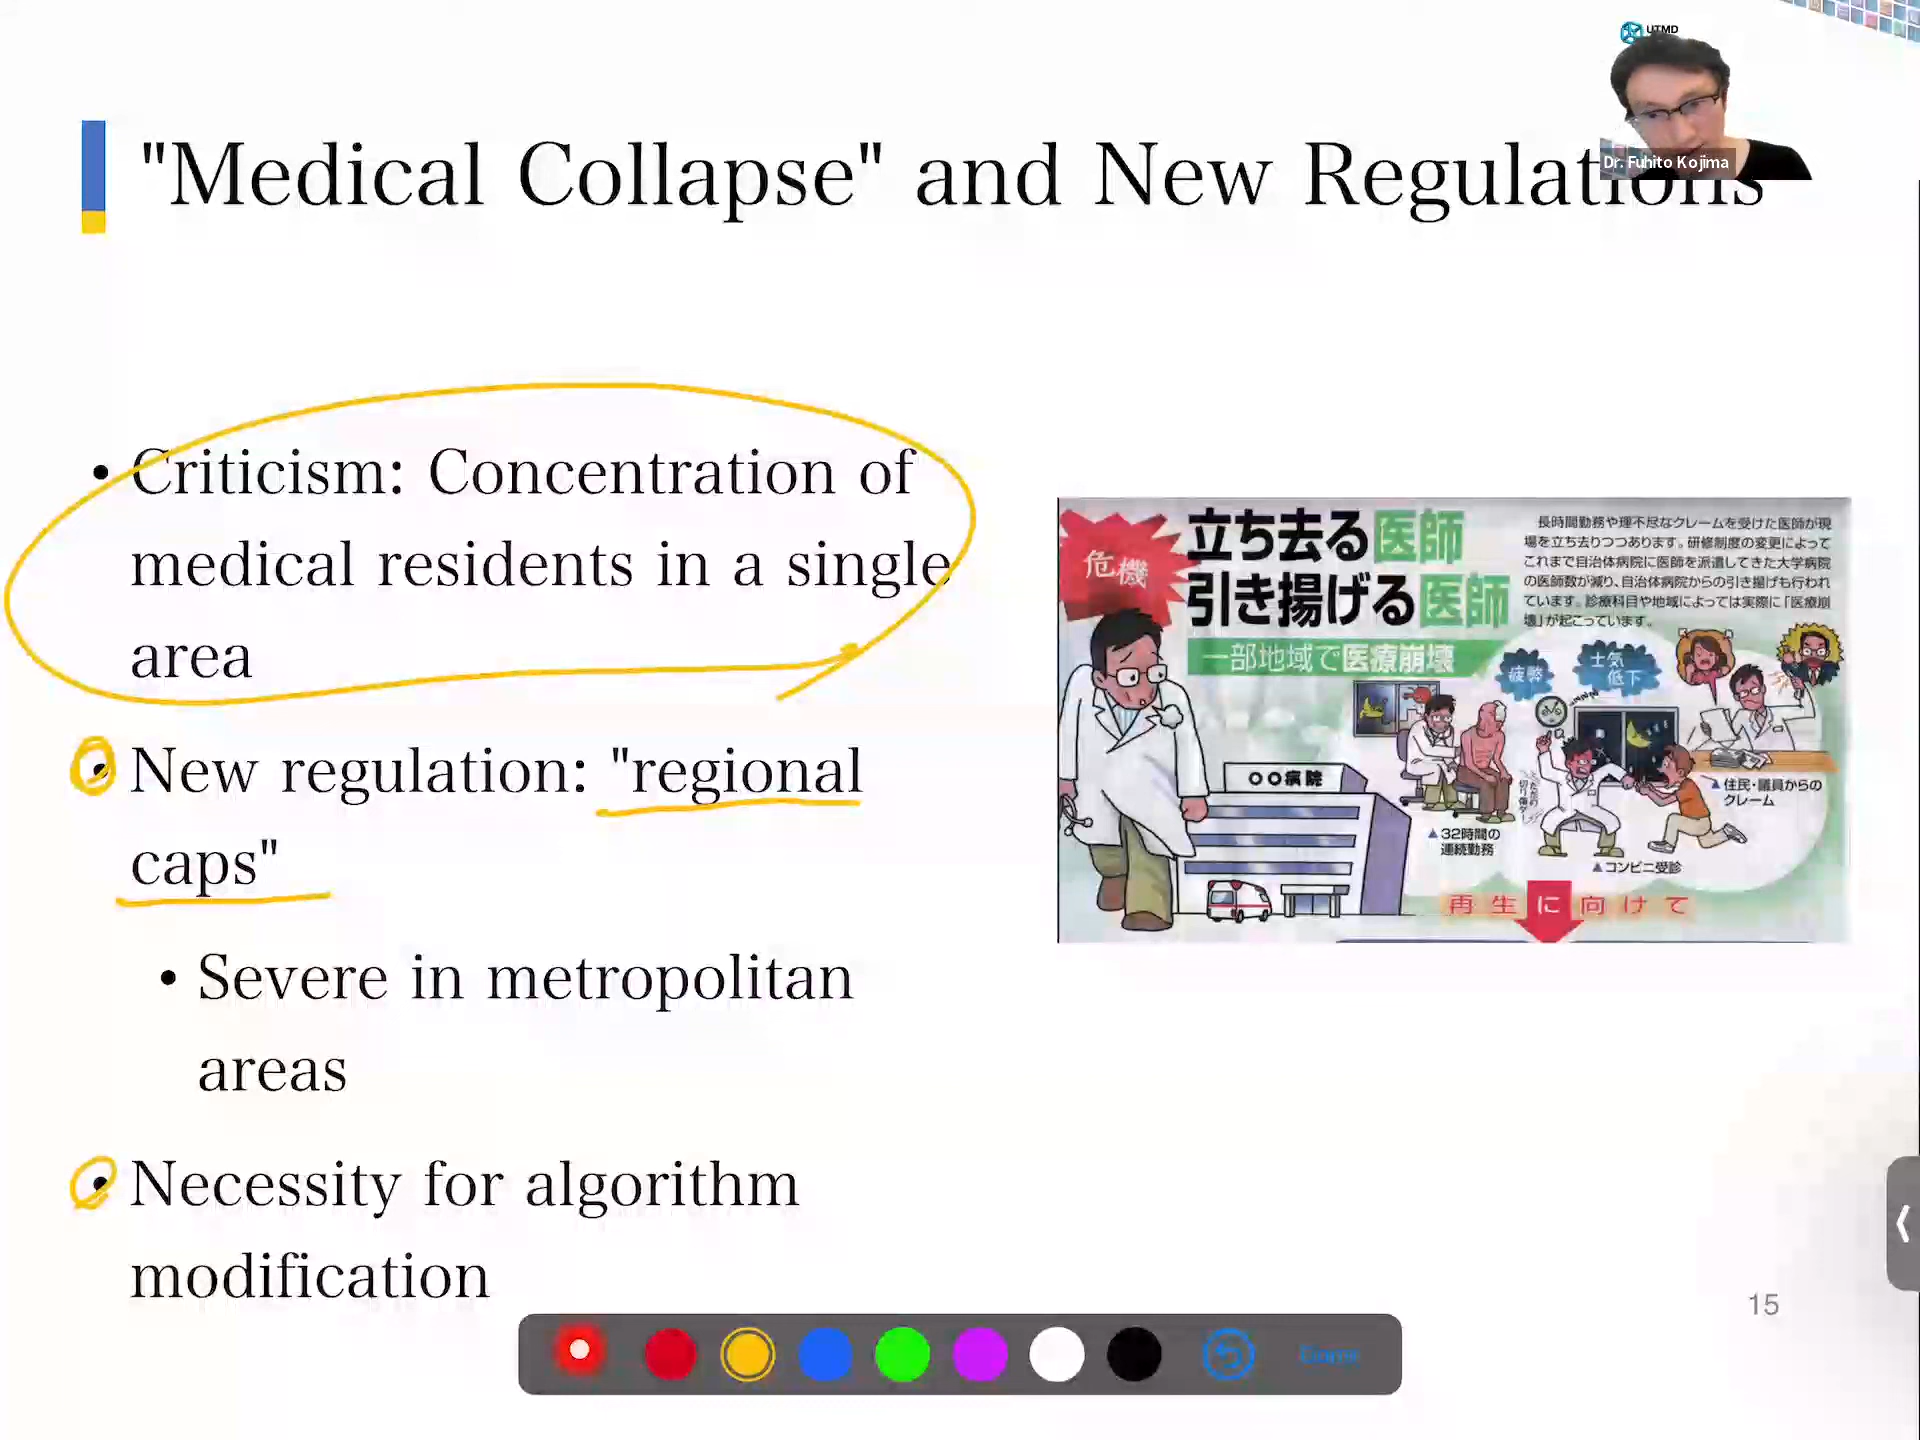 UTMD
Dr. Fuhito Kojima
"Medical Collapse" and New Regulations
• Criticism: Concentration of
medical residents in a single
area
• New regulation: "regional
caps"
• Severe in metropolitan
areas
• Necessity for algorithm
modification
危機
立ち去る医師
引き揚げる医師
一部地域で医療崩壊
長時間勤務や理不尽なクレームを受けた医師が現
場を立ち去りつつあります。研修制度の変更によって
これまで自治体病院に医師を派遣してきた大学病院
の医師数が減り、自治体病院からの引き揚げも行われ
ています。診療科目や地域によっては実際に「医療崩
壊」が起こっています。
疲弊
士気
低下
○○病院
▲32時間の
連続勤務
▲コンビニ受診
▲住民・議員からの
クレーム
再生に向けて
15